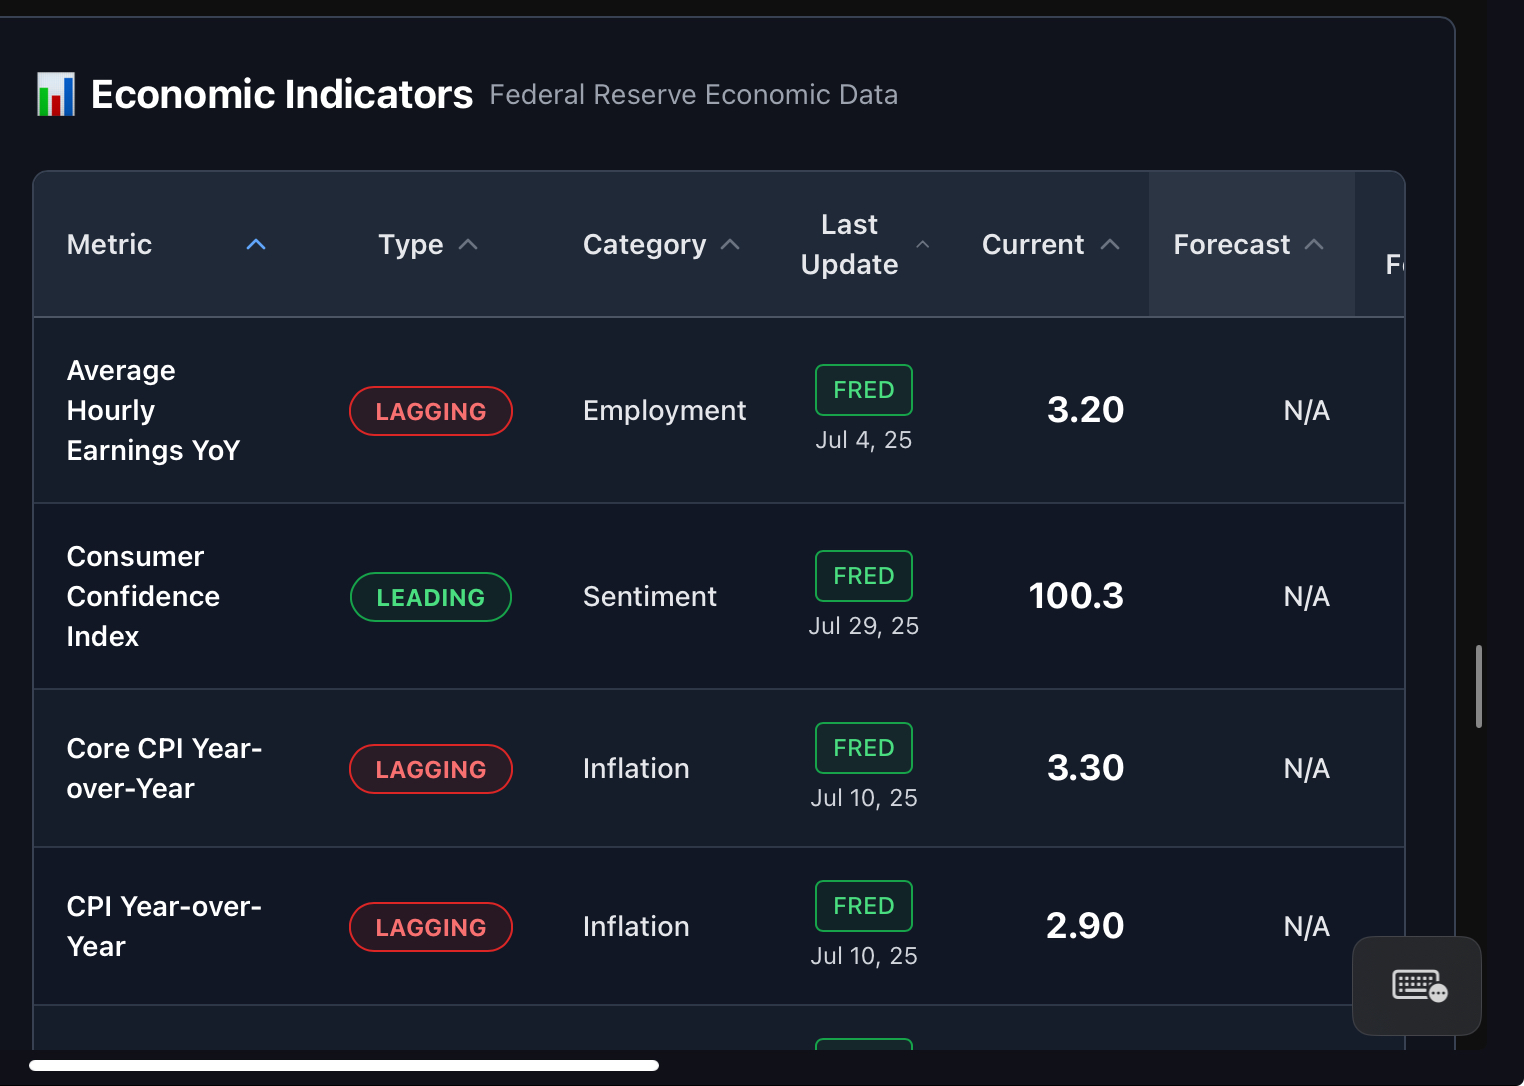 Economic Indicators Federal Reserve Economic Data
Metric Type Category Last Update Current Forecast
Average Hourly Earnings YoY
LAGGING
Employment
FRED
Jul 4, 25
3.20
N/A
Consumer Confidence Index
LEADING
Sentiment
FRED
Jul 29, 25
100.3
N/A
Core CPI Year-over-Year
LAGGING
Inflation
FRED
Jul 10, 25
3.30
N/A
CPI Year-over-Year
LAGGING
Inflation
FRED
Jul 10, 25
2.90
N/A